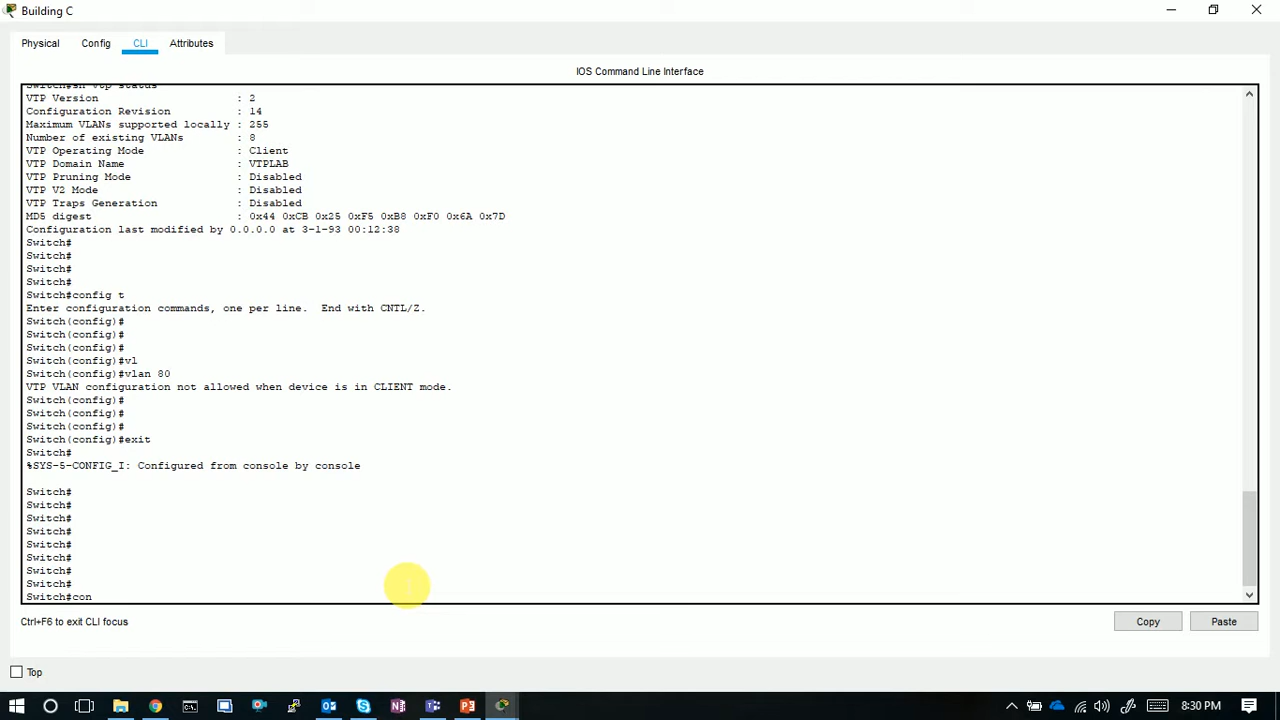 Building C
Physical Config CLI Attributes
IOS Command Line Interface
Switch#sh vtp status
VTP Version : 2
Configuration Revision : 14
Maximum VLANs supported locally : 255
Number of existing VLANs : 8
VTP Operating Mode : Client
VTP Domain Name : VTPLAB
VTP Pruning Mode : Disabled
VTP V2 Mode : Disabled
VTP Traps Generation : Disabled
MD5 digest : 0x44 0xCB 0x25 0xF5 0xB8 0xF0 0x6A 0x7D
Configuration last modified by 0.0.0.0 at 3-1-93 00:12:38
Switch#
Switch#
Switch#
Switch#
Switch#config t
Enter configuration commands, one per line.  End with CNTL/Z.
Switch(config)#
Switch(config)#
Switch(config)#
Switch(config)#vl
Switch(config)#vlan 80
VTP VLAN configuration not allowed when device is in CLIENT mode.
Switch(config)#
Switch(config)#
Switch(config)#
Switch(config)#exit
Switch#
%SYS-5-CONFIG_I: Configured from console by console
Switch#
Switch#
Switch#
Switch#
Switch#
Switch#
Switch#
Switch#
Switch#con
Ctrl+F6 to exit CLI focus
Copy Paste
Top
8:30 PM